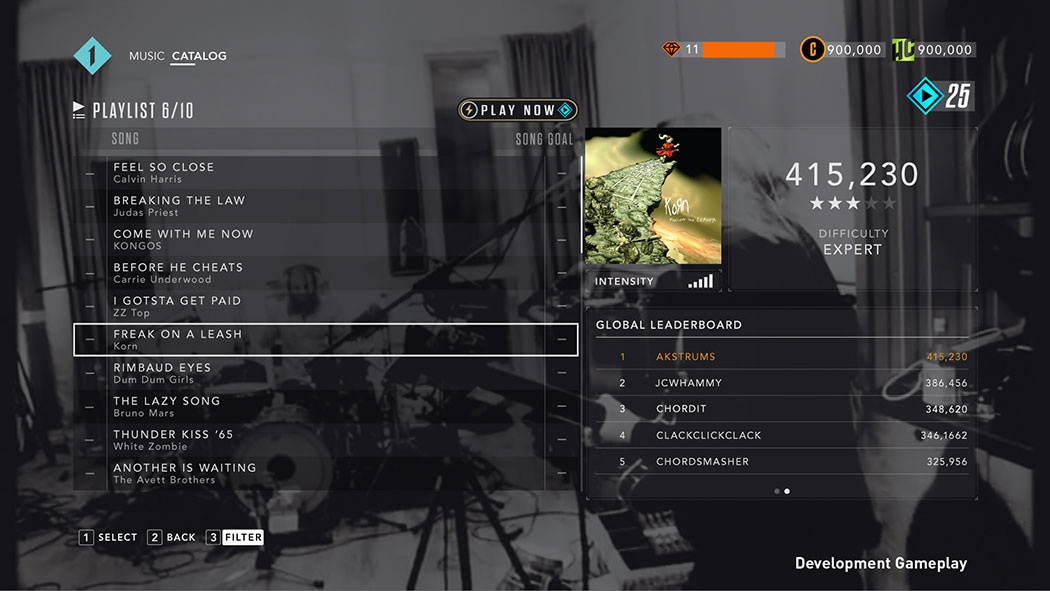 1 MUSIC CATALOG
11 C 900,000 HC 900,000
25
PLAYLIST 6/10
PLAY NOW
SONG SONG GOAL
FEEL SO CLOSE
Calvin Harris
BREAKING THE LAW
Judas Priest
COME WITH ME NOW
KONGOS
BEFORE HE CHEATS
Carrie Underwood
I GOTSTA GET PAID
ZZ Top
FREAK ON A LEASH
Korn
RIMBAUD EYES
Dum Dum Girls
THE LAZY SONG
Bruno Mars
THUNDER KISS ‘65
White Zombie
ANOTHER IS WAITING
The Avett Brothers
Korn
FOLLOW THE LEADER
INTENSITY
415,230
DIFFICULTY
EXPERT
GLOBAL LEADERBOARD
1 AKSTRUMS 415,230
2 JCWHAMMY 386,456
3 CHORDIT 348,620
4 CLACKCLICKCLACK 346,1662
5 CHORDSMASHER 325,956
1 SELECT 2 BACK 3 FILTER
Development Gameplay